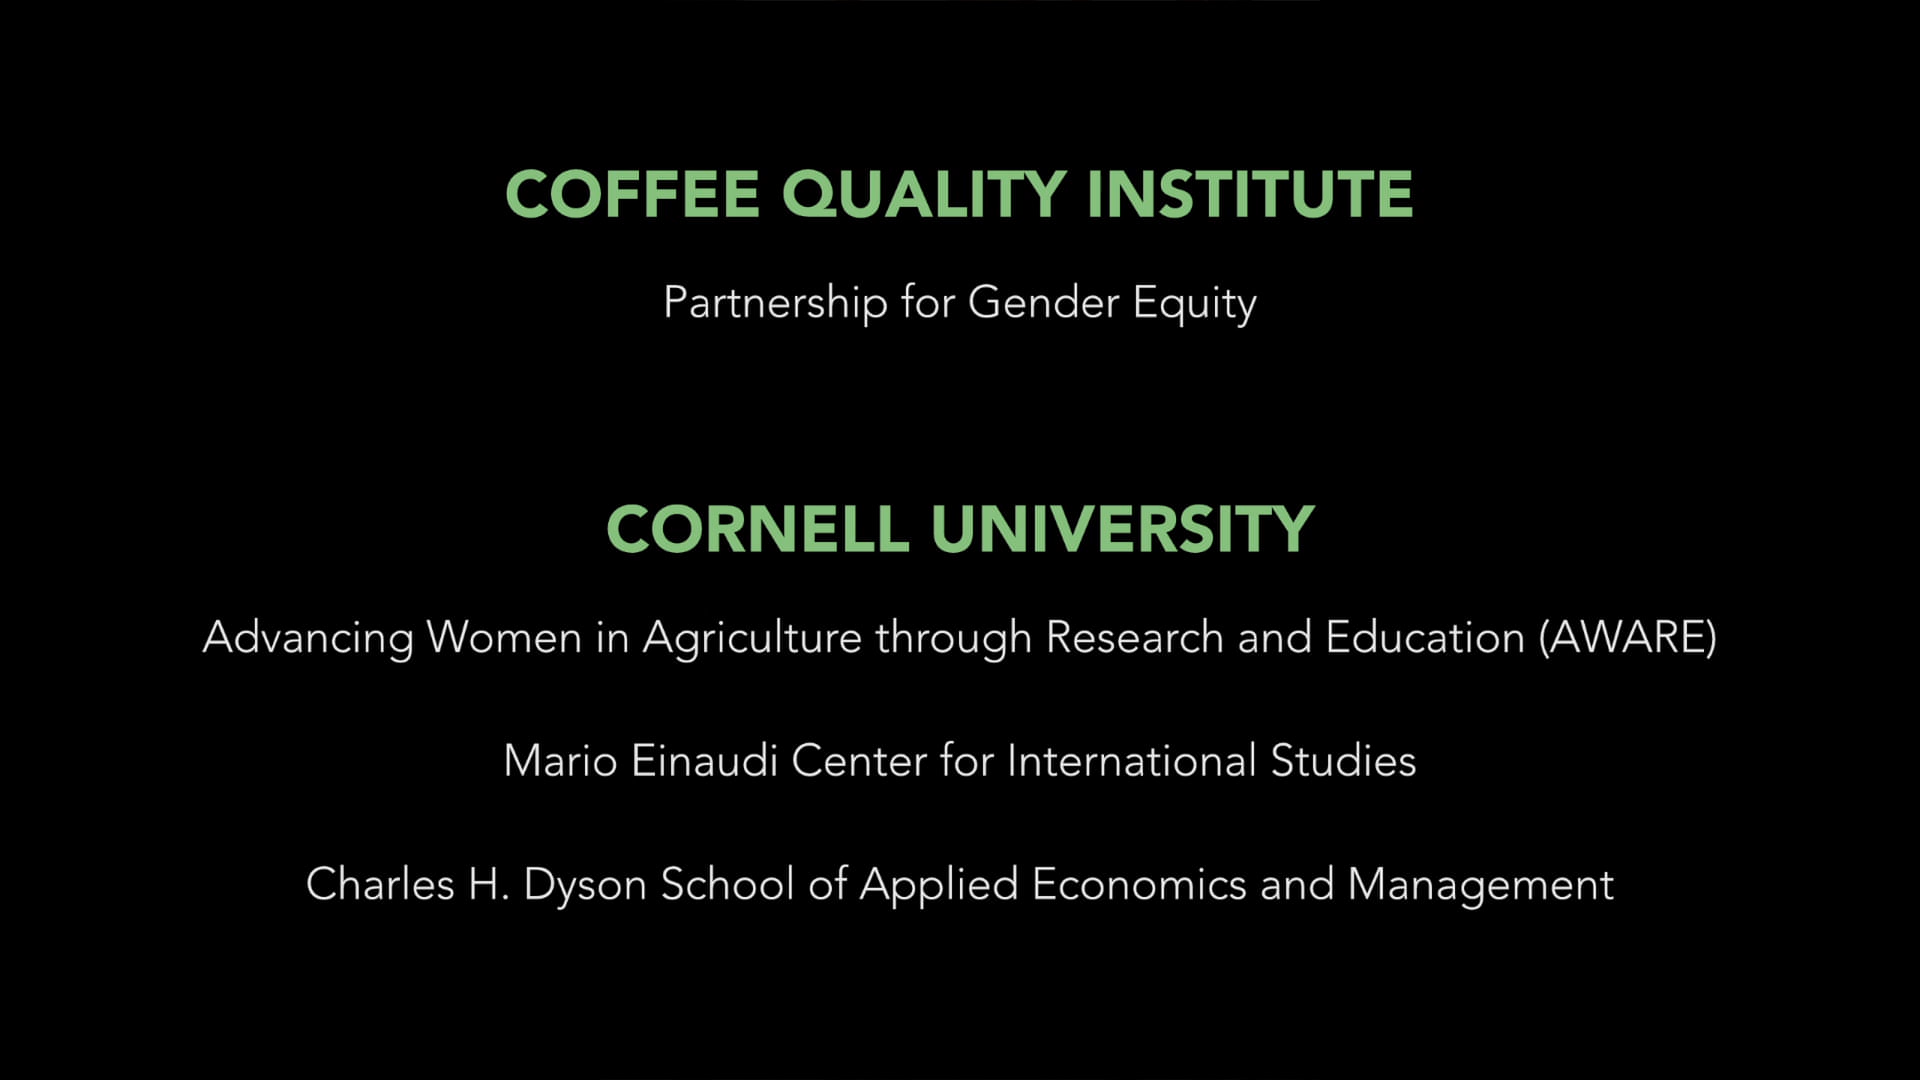 COFFEE QUALITY INSTITUTE
Partnership for Gender Equity
CORNELL UNIVERSITY
Advancing Women in Agriculture through Research and Education (AWARE)
Mario Einaudi Center for International Studies
Charles H. Dyson School of Applied Economics and Management